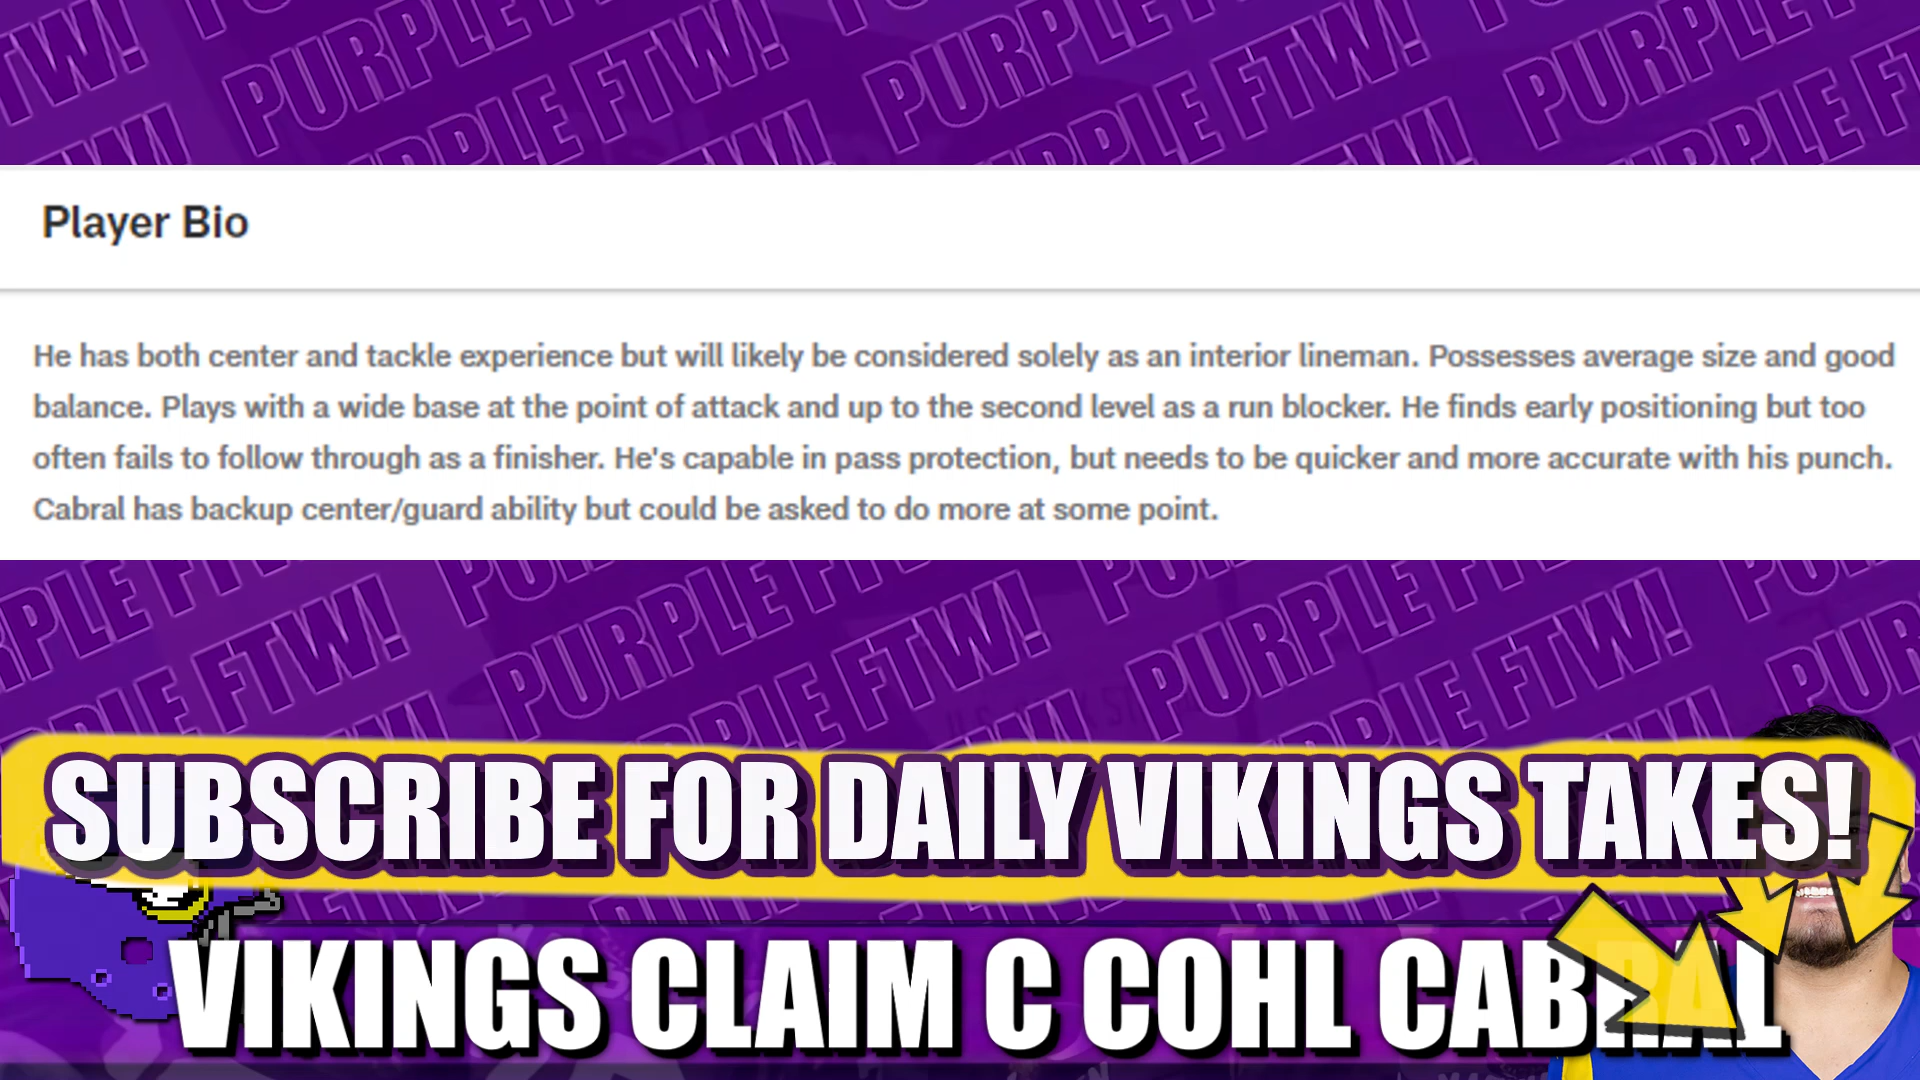 PURPLE FTW!
Player Bio
He has both center and tackle experience but will likely be considered solely as an interior lineman. Possesses average size and good
balance. Plays with a wide base at the point of attack and up to the second level as a run blocker. He finds early positioning but too
often fails to follow through as a finisher. He's capable in pass protection, but needs to be quicker and more accurate with his punch.
Cabral has backup center/guard ability but could be asked to do more at some point.
PURPLE FTW!
SUBSCRIBE FOR DAILY VIKINGS TAKES!
VIKINGS CLAIM C COHL CABRAL